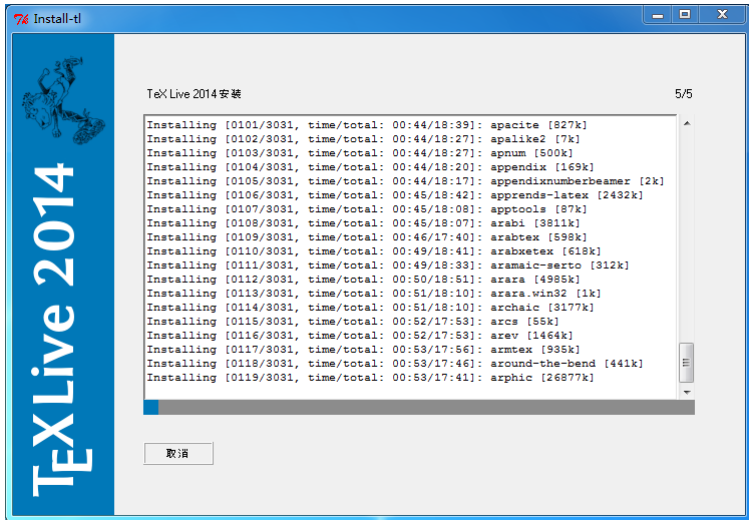 Install-tl
TeX Live 2014
TeX Live 2014安装
5/5
Installing [0101/3031, time/total: 00:44/18:39]: apacite [827k]
Installing [0102/3031, time/total: 00:44/18:27]: apalike2 [7k]
Installing [0103/3031, time/total: 00:44/18:27]: apnum [500k]
Installing [0104/3031, time/total: 00:44/18:20]: appendix [169k]
Installing [0105/3031, time/total: 00:44/18:17]: appendixnumberbeamer [2k]
Installing [0106/3031, time/total: 00:45/18:42]: apprends-latex [2432k]
Installing [0107/3031, time/total: 00:45/18:08]: apptools [87k]
Installing [0108/3031, time/total: 00:45/18:07]: arabi [3811k]
Installing [0109/3031, time/total: 00:46/17:40]: arabtex [598k]
Installing [0110/3031, time/total: 00:49/18:41]: arabxetex [618k]
Installing [0111/3031, time/total: 00:49/18:33]: aramaic-serto [312k]
Installing [0112/3031, time/total: 00:50/18:51]: arara [4985k]
Installing [0113/3031, time/total: 00:51/18:10]: arara.win32 [1k]
Installing [0114/3031, time/total: 00:51/18:10]: archaic [3177k]
Installing [0115/3031, time/total: 00:52/17:53]: arcs [55k]
Installing [0116/3031, time/total: 00:52/17:53]: arev [1464k]
Installing [0117/3031, time/total: 00:53/17:56]: armtex [935k]
Installing [0118/3031, time/total: 00:53/17:46]: around-the-bend [441k]
Installing [0119/3031, time/total: 00:53/17:41]: arphic [26877k]
取消